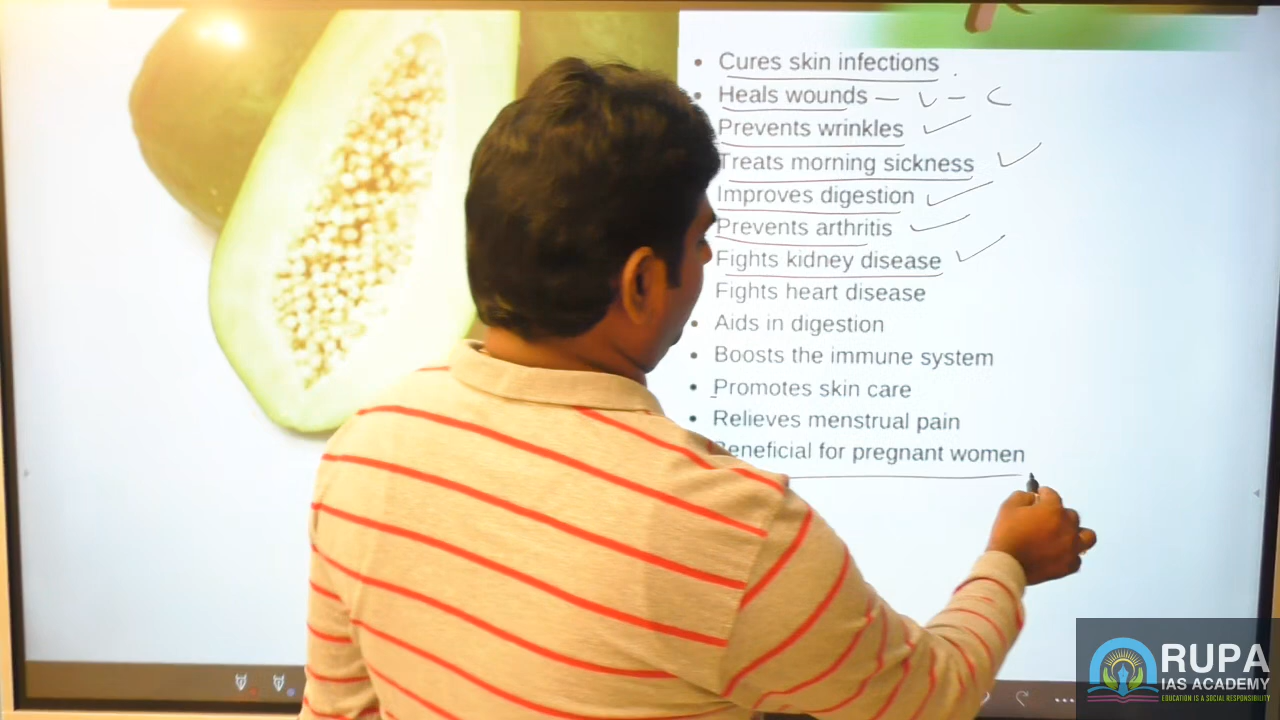 Cures skin infections
Heals wounds - V - C
Prevents wrinkles
Treats morning sickness
Improves digestion
Prevents arthritis
Fights kidney disease
Fights heart disease
Aids in digestion
Boosts the immune system
Promotes skin care
Relieves menstrual pain
Beneficial for pregnant women
RUPA
IAS ACADEMY
EDUCATION IS A SOCIAL RESPONSIBILITY